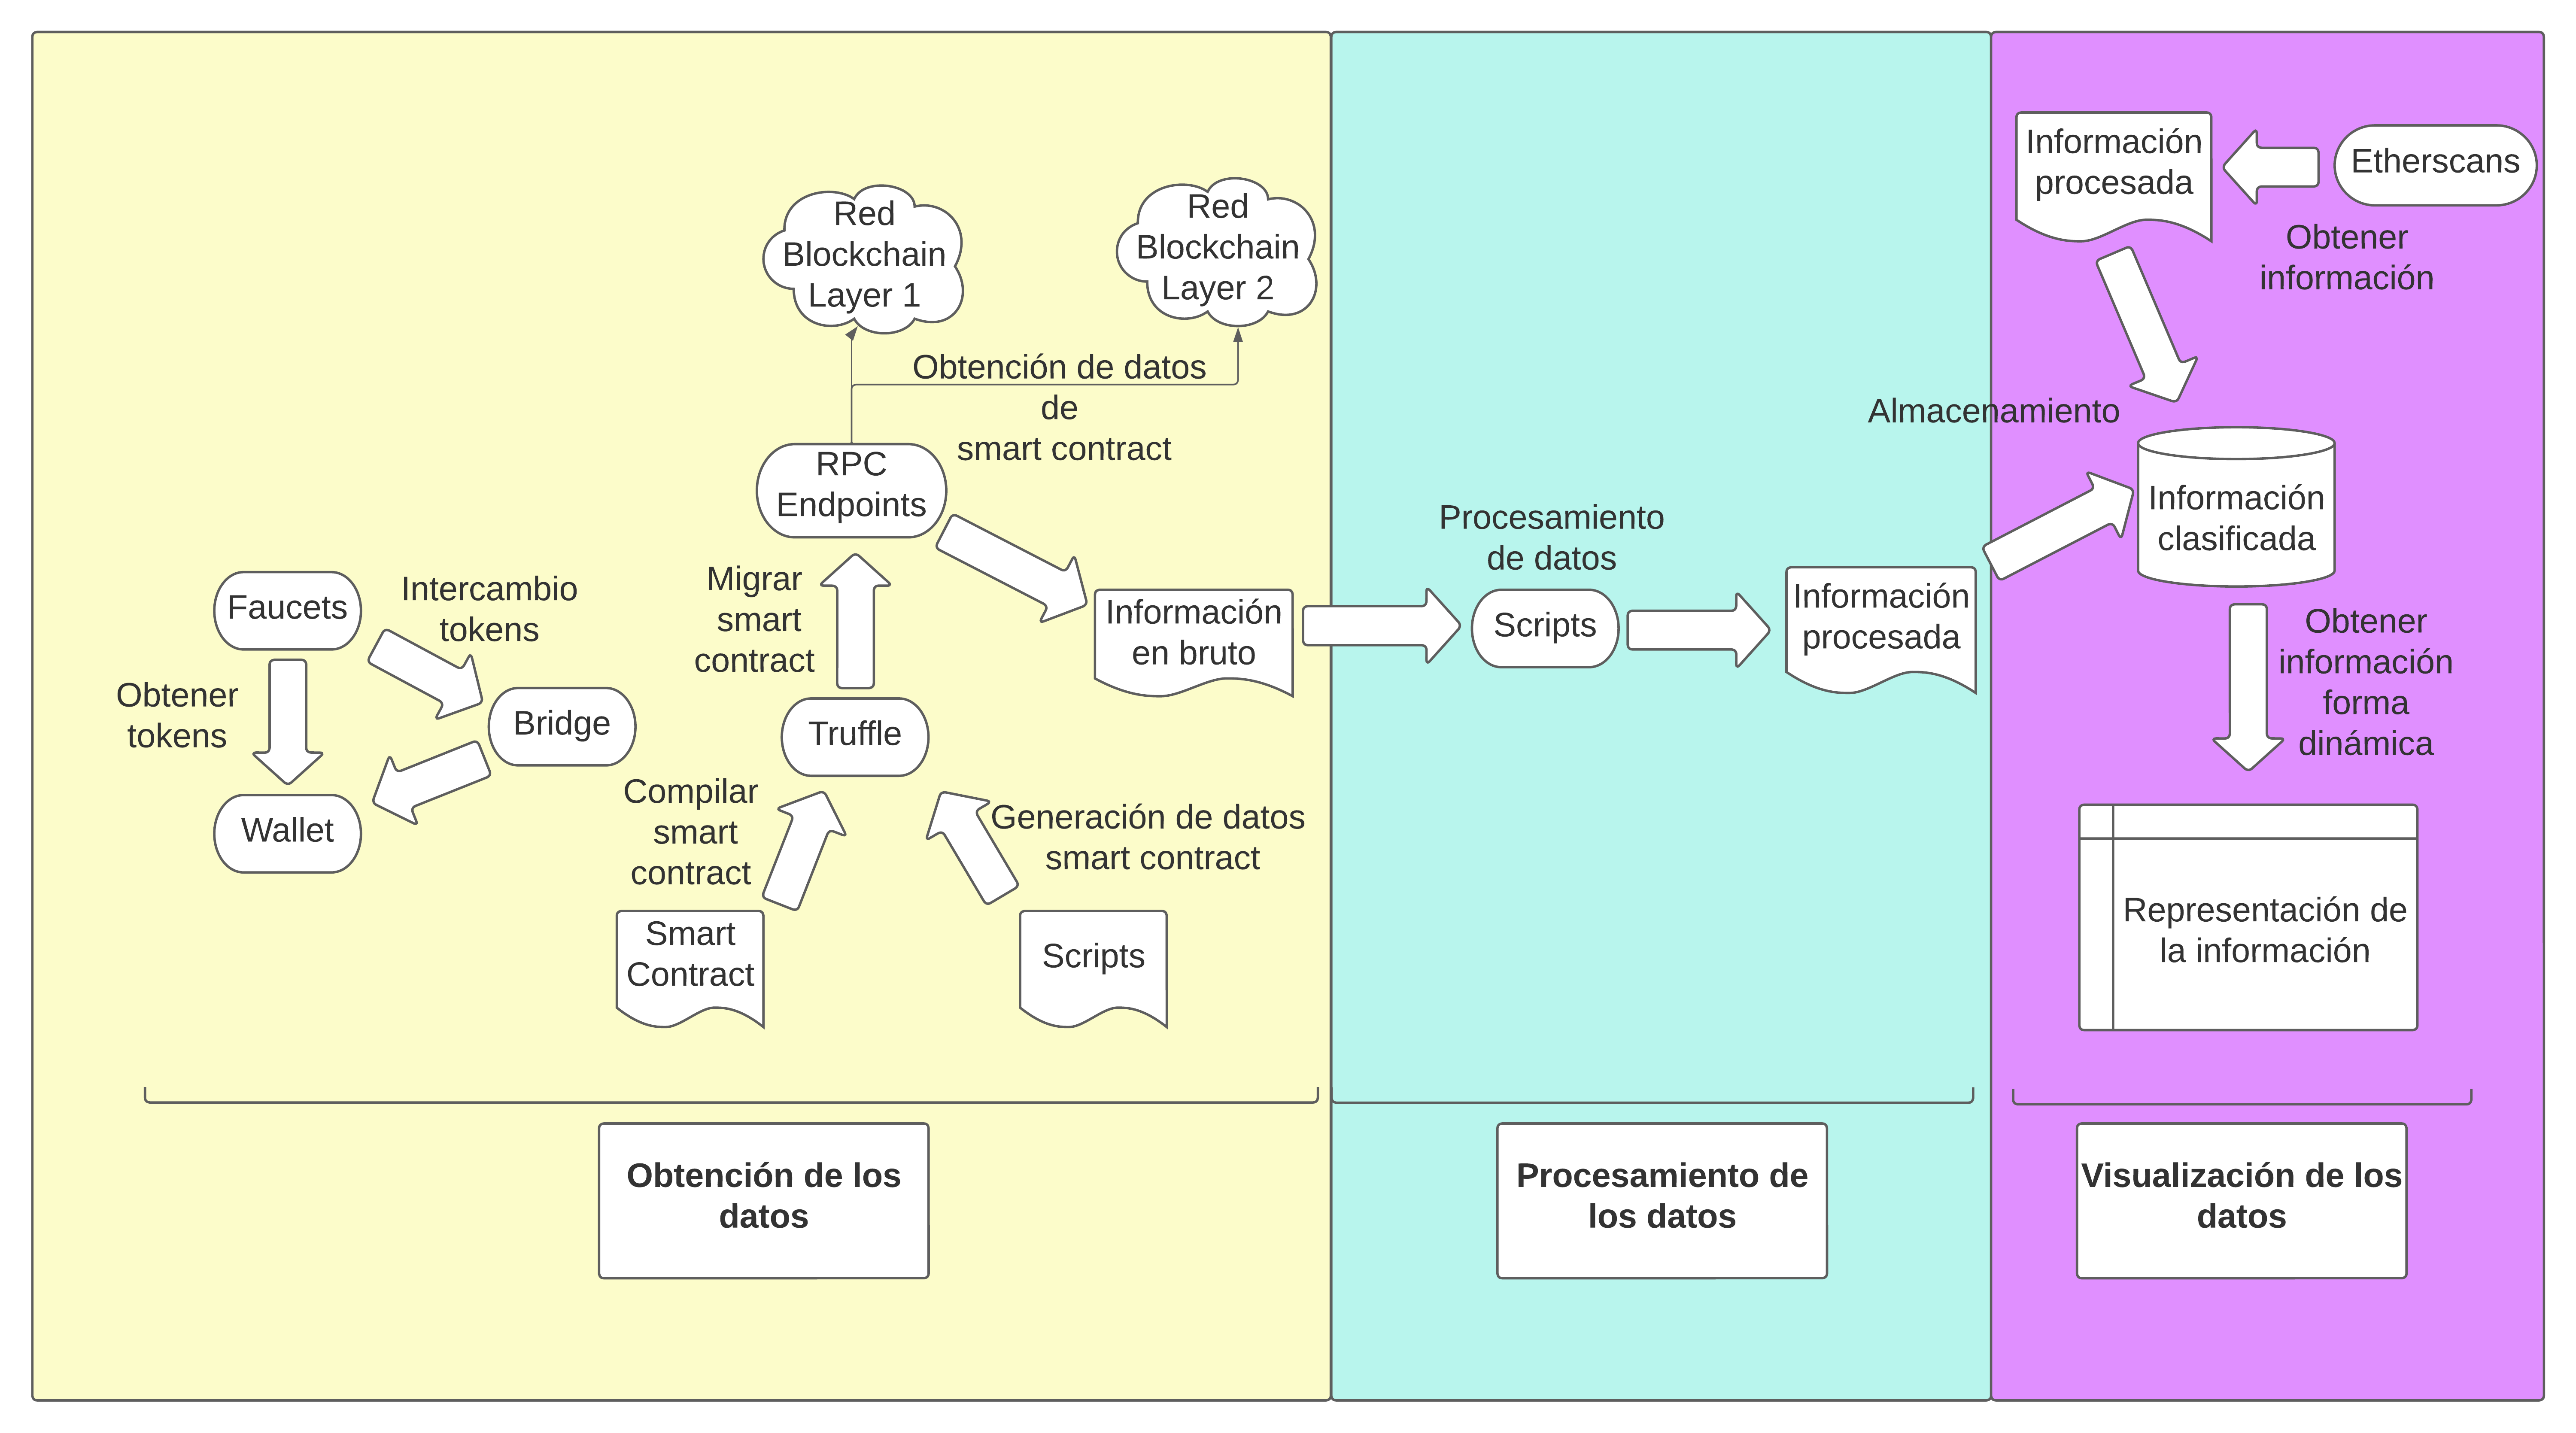 Red
Blockchain
Layer 1
Red
Blockchain
Layer 2
Obtención de datos
de
smart contract
RPC
Endpoints
Migrar
smart
contract
Faucets
Intercambio
tokens
Obtener
tokens
Bridge
Wallet
Truffle
Compilar
smart
contract
Generación de datos
smart contract
Smart
Contract
Scripts
Información
en bruto
Obtención de los
datos
Procesamiento
de datos
Scripts
Información
procesada
Procesamiento de
los datos
Información
procesada
Etherscans
Obtener
información
Almacenamiento
Información
clasificada
Obtener
información
forma
dinámica
Representación de
la información
Visualización de los
datos